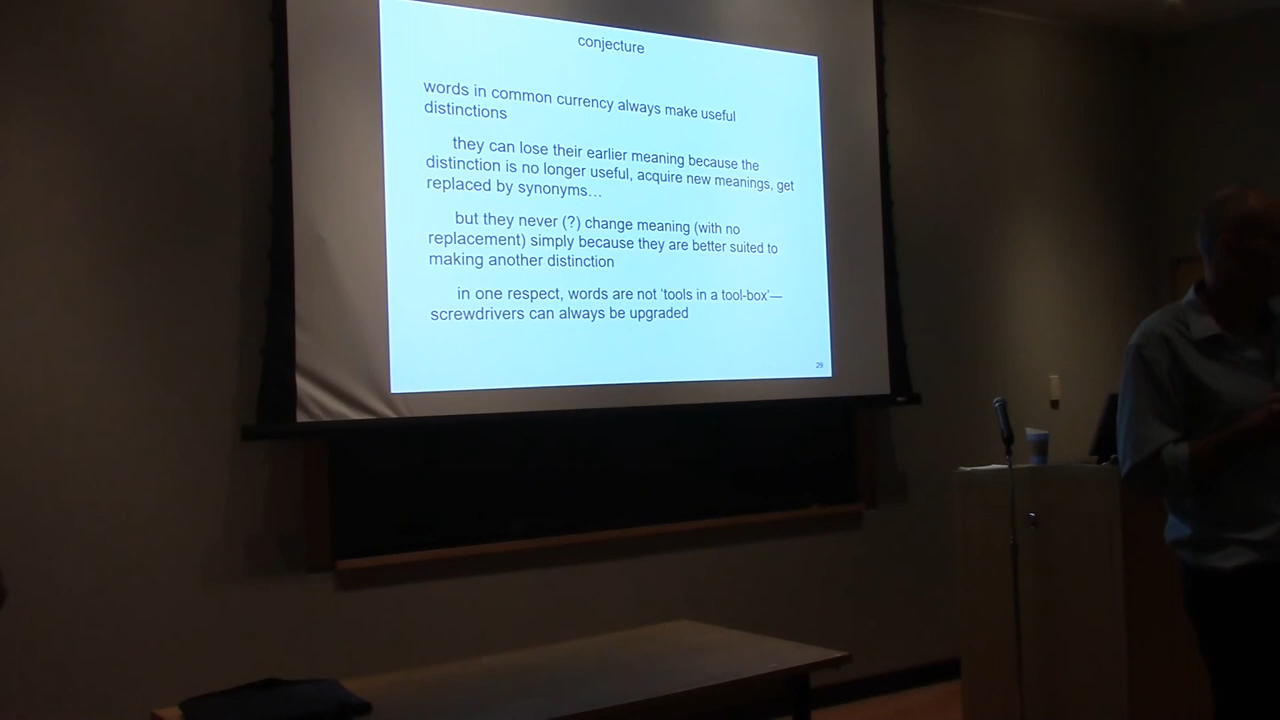 conjecture
words in common currency always make useful
distinctions
they can lose their earlier meaning because the
distinction is no longer useful, acquire new meanings, get
replaced by synonyms…
but they never (?) change meaning (with no
replacement) simply because they are better suited to
making another distinction
in one respect, words are not ‘tools in a tool-box’—
screwdrivers can always be upgraded
29